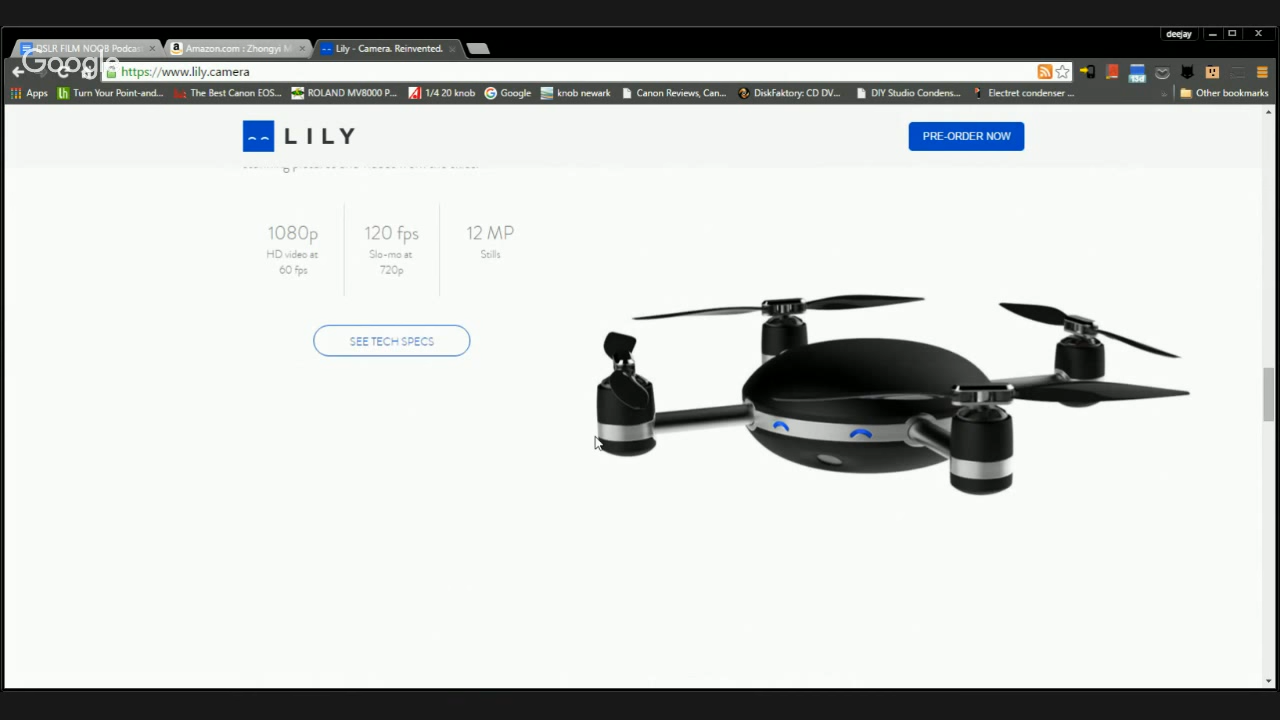 deejay
DSLR FILM NOOB Podca
Amazon.com : Zhongyi M
Lily - Camera. Reinvented.
Google
https://www.lily.camera
13d
Apps
Turn Your Point-and...
The Best Canon EOS...
ROLAND MV8000 P...
1/4 20 knob
Google
knob newark
Canon Reviews, Can...
DiskFaktory: CD DV...
DIY Studio Condens...
Electret condenser ...
Other bookmarks
LILY
PRE-ORDER NOW
1080p
HD video at
60 fps
120 fps
Slo-mo at
720p
12 MP
Stills
SEE TECH SPECS